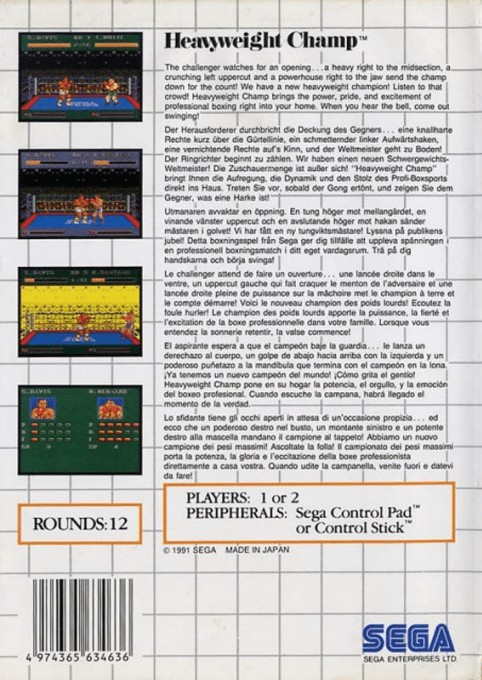 Heavyweight Champ™
The challenger watches for an opening. . .a heavy right to the midsection, a
crunching left uppercut and a powerhouse right to the jaw send the champ
down for the count! We have a new heavyweight champion! Listen to that
crowd! Heavyweight Champ brings the power, pride, and excitement of
professional boxing right into your home. When you hear the bell, come out
swinging!
Der Herausforderer durchbricht die Deckung des Gegners. . . eine knallharte
Rechte kurz über die Gürtellinie, ein schmetternder linker Aufwärtshaken,
eine vernichtende Rechte auf's Kinn, und der Weltmeister geht zu Boden!
Der Ringrichter beginnt zu zählen. Wir haben einen neuen Schwergewichts-
Weltmeister! Die Zuschauermenge ist außer sich! "Heavyweight Champ"
bringt Ihnen die Aufregung, die Dynamik und den Stolz des Profi-Boxsports
direkt ins Haus. Treten Sie vor, sobald der Gong ertönt, und zeigen Sie dem
Gegner, was eine Harke ist!
Utmanaren avvaktar en öppning. En tung höger mot mellangärdet, en
vinande vänster uppercut och en avslutande höger mot hakan sänder
mästaren i golvet! Vi har fått en ny tungviktsmästare! Lyssna på publikens
jubel! Detta boxningsspel från Sega ger dig tillfälle att uppleva spänningen i
en professionell boxningsmatch i ditt eget vardagsrum. Trä på dig
handskarna och börja svinga!
Le challenger attend de faire un ouverture. . . une lancée droite dans le
ventre, un uppercut gauche qui fait craquer le menton de l'adversaire et une
lancée droite pleine de puissance sur la mâchoire met le champion à terre et
le compte démarre! Voici le nouveau champion des poids lourds! Ecoutez la
foule hurler! Le champion des poids lourds apporte la puissance, la fierté et
l'excitation de la boxe professionnelle dans votre famille. Lorsque vous
entendez la sonnerie retentir, la valse commence!
El aspirante espera a que el campeón baje la guardia. . . le lanza un
derechazo al cuerpo, un golpe de abajo hacia arriba con la izquierda y un
poderoso puñetazo a la mandíbula que termina con el campeón en la lona.
¡Ya tenemos un nuevo campeón del mundo! ¡Cómo grita el gentío!
Heavyweight Champ pone en su hogar la potencia, el orgullo, y la emoción
del boxeo profesional. Cuando escuche la campana, habrá llegado el
momento de la verdad.
Lo sfidante tiene gli occhi aperti in attesa di un'occasione propizia. . . ed
ecco che un poderoso destro nel busto, un montante sinistro e un potente
destro alla mascella mandano il campione al tappeto! Abbiamo un nuovo
campione dei pesi massimi! Ascoltate la folla! Il campionato dei pesi massimi
porta la potenza, la gloria e l'eccitazione della boxe professionista
direttamente a casa vostra. Quando udite la campanella, venite fuori e datevi
da fare!
ROUNDS:12
PLAYERS: 1 or 2
PERIPHERALS: Sega Control Pad™
or Control Stick™
© 1991 SEGA MADE IN JAPAN
4 974365 634636
SEGA
SEGA ENTERPRISES LTD.